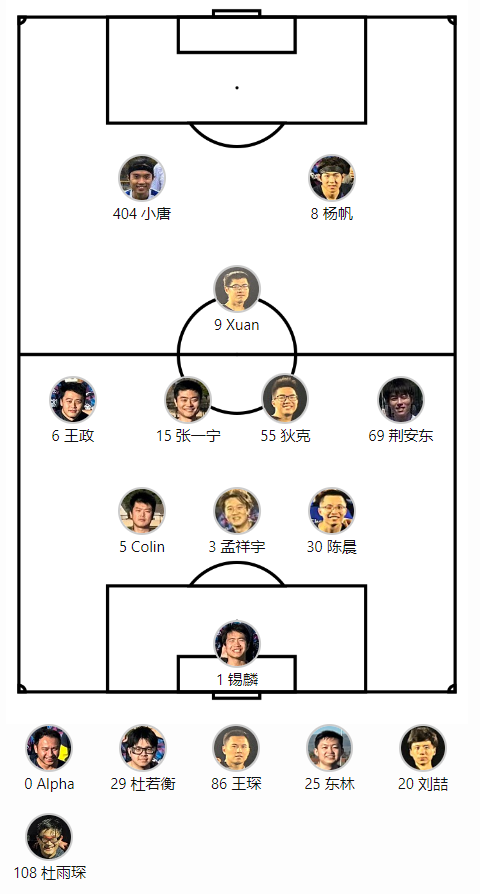 404 小唐
8 杨帆
9 Xuan
6 王政
15 张一宁
55 狄克
69 荆安东
5 Colin
3 孟祥宇
30 陈晨
1 锡麟
0 Alpha
29 杜若衡
86 王琛
25 东林
20 刘喆
108 杜雨琛